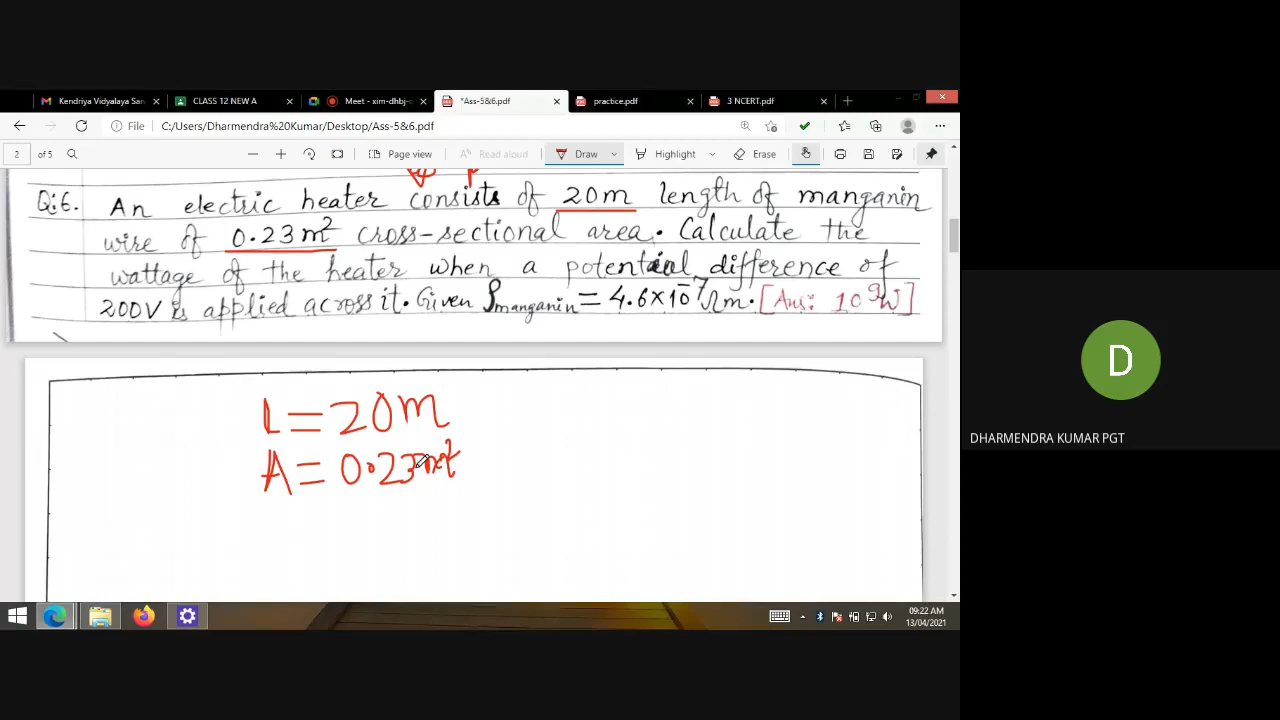 Kendriya Vidyalaya San
CLASS 12 NEW A
Meet - xim-dhbj-
*Ass-5&6.pdf
practice.pdf
3 NCERT.pdf
File
C:/Users/Dharmendra%20Kumar/Desktop/Ass-5&6.pdf
2 of 5
Page view
Read aloud
Draw
Highlight
Erase
Q:6. An electric heater consists of 20m length of manganin
wire of 0.23m² cross-sectional area. Calculate the
wattage of the heater when a potential difference of
200V is applied across it. Given ρmanganin = 4.6×10⁻⁷Ωm. [Ans: 10⁹W]
l = 20m
A = 0.23m²
DHARMENDRA KUMAR PGT
D
09:22 AM
13/04/2021